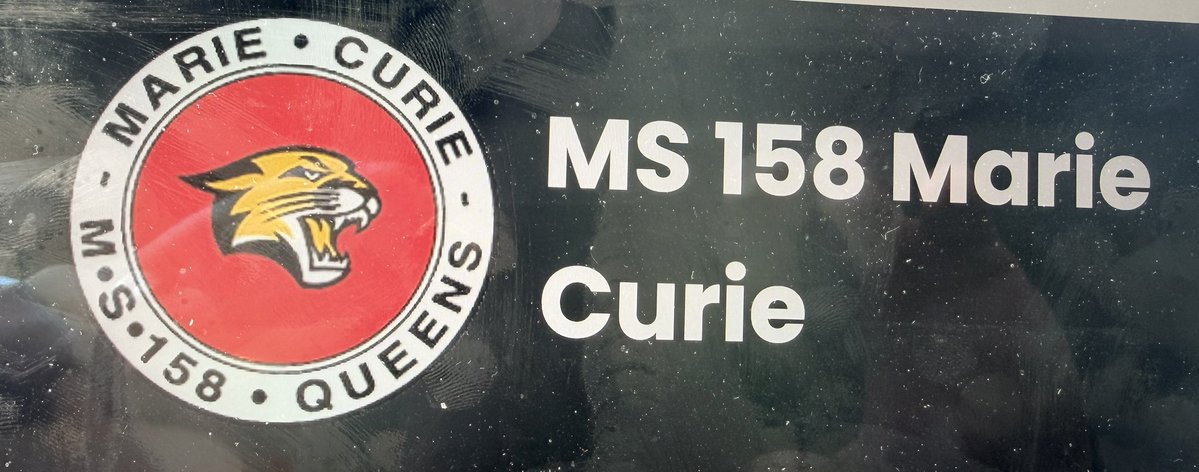 MARIE • CURIE
- M•S•158 • QUEENS -
MS 158 Marie
Curie